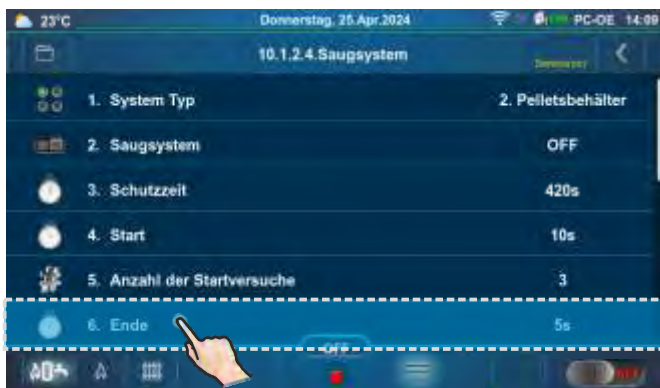 23°C Donnerstag, 25.Apr.2024 PC-OE 14:09
10.1.2.4.Saugsystem
1. System Typ 2. Pelletsbehälter
2. Saugsystem OFF
3. Schutzzeit 420s
4. Start 10s
5. Anzahl der Startversuche 3
6. Ende 5s
OFF
OFF